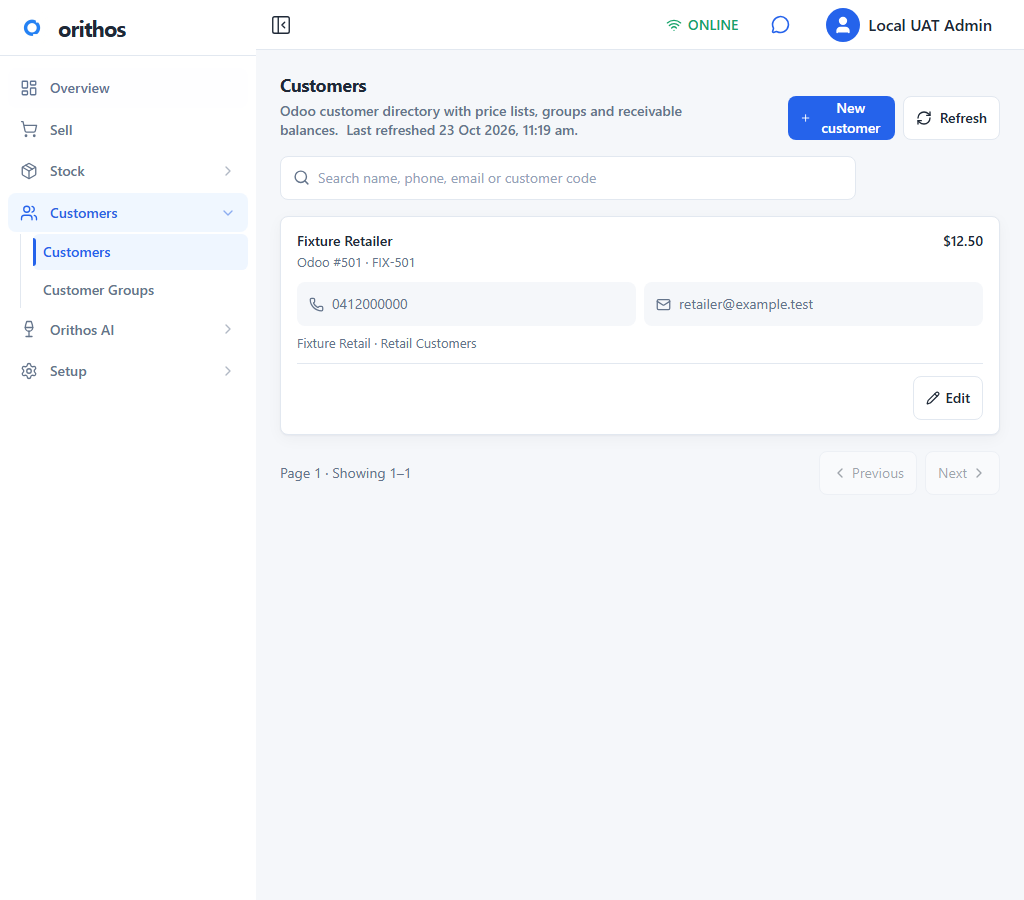 orithos
ONLINE
Local UAT Admin
Overview
Sell
Stock
Customers
Customers
Customer Groups
Orithos AI
Setup
Customers
Odoo customer directory with price lists, groups and receivable
balances.  Last refreshed 23 Oct 2026, 11:19 am.
New
customer
Refresh
Search name, phone, email or customer code
Fixture Retailer
$12.50
Odoo #501 · FIX-501
0412000000
retailer@example.test
Fixture Retail · Retail Customers
Edit
Page 1 · Showing 1–1
Previous
Next